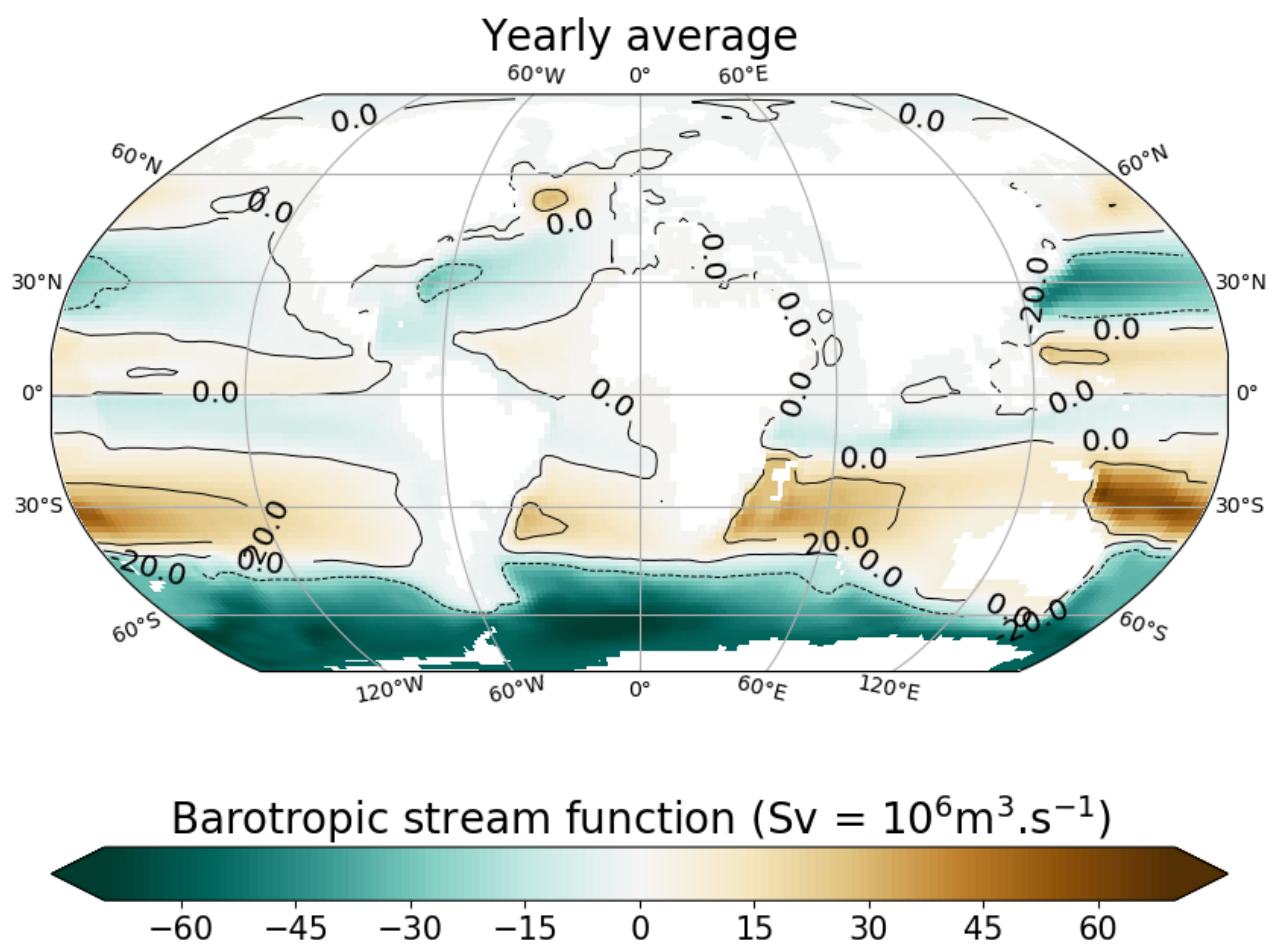 Yearly average
60°W 0° 60°E
0.0 0.0
60°N 60°N
0.0 0.0 0.0
30°N -20.0 0.0 0.0 30°N
0° 0.0 0.0 0.0 0.0 0°
0.0 0.0
30°S 20.0 20.0 30°S
-20.0 0.0 0.0
60°S 0.0 -20.0 60°S
120°W 60°W 0° 60°E 120°E
Barotropic stream function (Sv = 10⁶m³.s⁻¹)
−60 −45 −30 −15 0 15 30 45 60